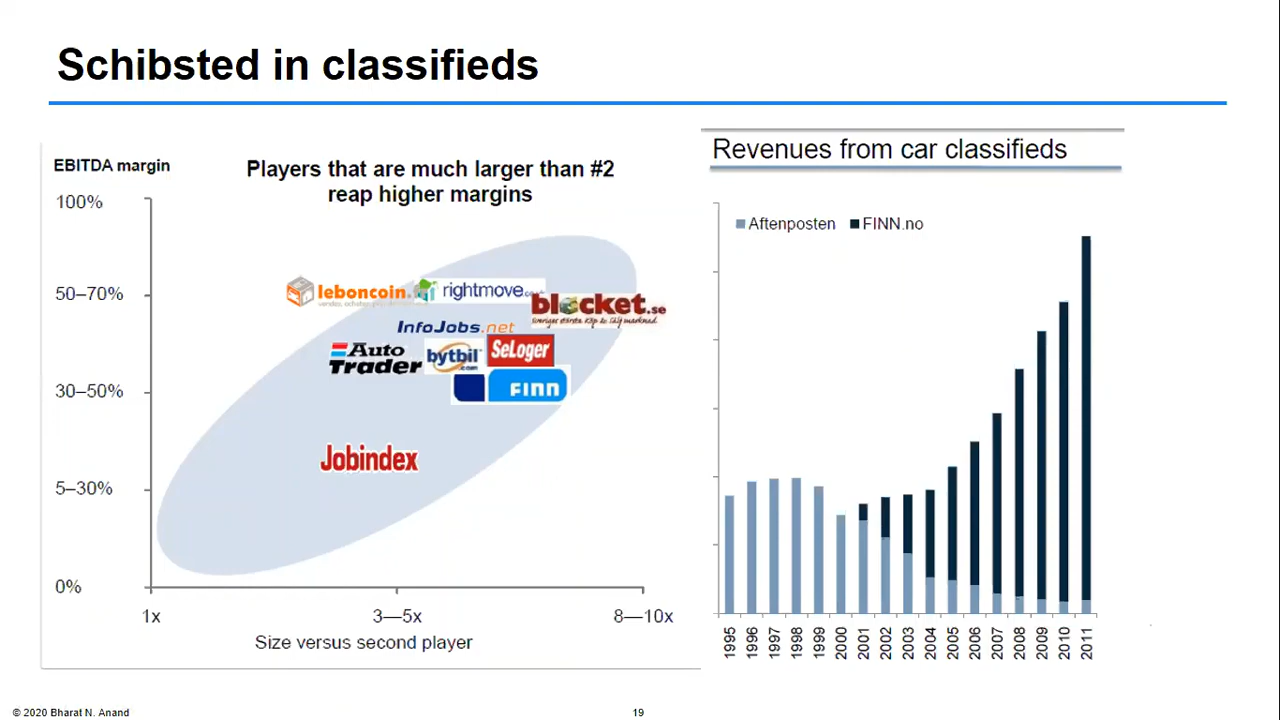 Schibsted in classifieds
EBITDA margin
Players that are much larger than #2
reap higher margins
100%
50–70%
30–50%
5–30%
0%
leboncoin.
rightmove.
blocket.se
InfoJobs.net
Auto
Trader
bytbil
.com
SeLoger
FINN
Jobindex
1x
3—5x
8—10x
Size versus second player
Revenues from car classifieds
Aftenposten
FINN.no
1995
1996
1997
1998
1999
2000
2001
2002
2003
2004
2005
2006
2007
2008
2009
2010
2011
© 2020 Bharat N. Anand
19